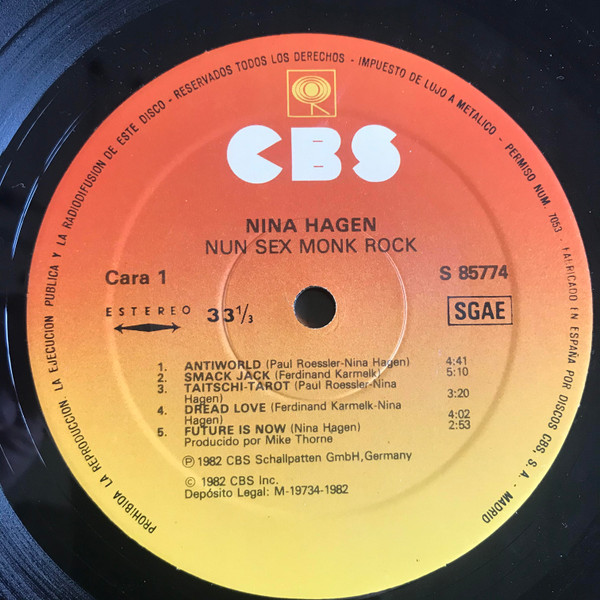 PROHIBIDA LA REPRODUCCION, LA EJECUCION PUBLICA Y LA RADIODIFUSION DE ESTE DISCO - RESERVADOS TODOS LOS DERECHOS - IMPUESTO DE LUJO A METALICO - PERMISO NUM. 7053 - FABRICADO EN ESPAÑA POR DISCOS CBS, S. A. - MADRID
CBS
NINA HAGEN
NUN SEX MONK ROCK
Cara 1
S 85774
ESTEREO 33 1/3
SGAE
1. ANTIWORLD (Paul Roessler-Nina Hagen) 4:41
2. SMACK JACK (Ferdinand Karmelk) 5:10
3. TAITSCHI-TAROT (Paul Roessler-Nina
Hagen) 3:20
4. DREAD LOVE (Ferdinand Karmelk-Nina
Hagen) 4:02
5. FUTURE IS NOW (Nina Hagen) 2:53
Producido por Mike Thorne
Ⓟ 1982 CBS Schallpatten GmbH, Germany
© 1982 CBS Inc.
Depósito Legal: M-19734-1982